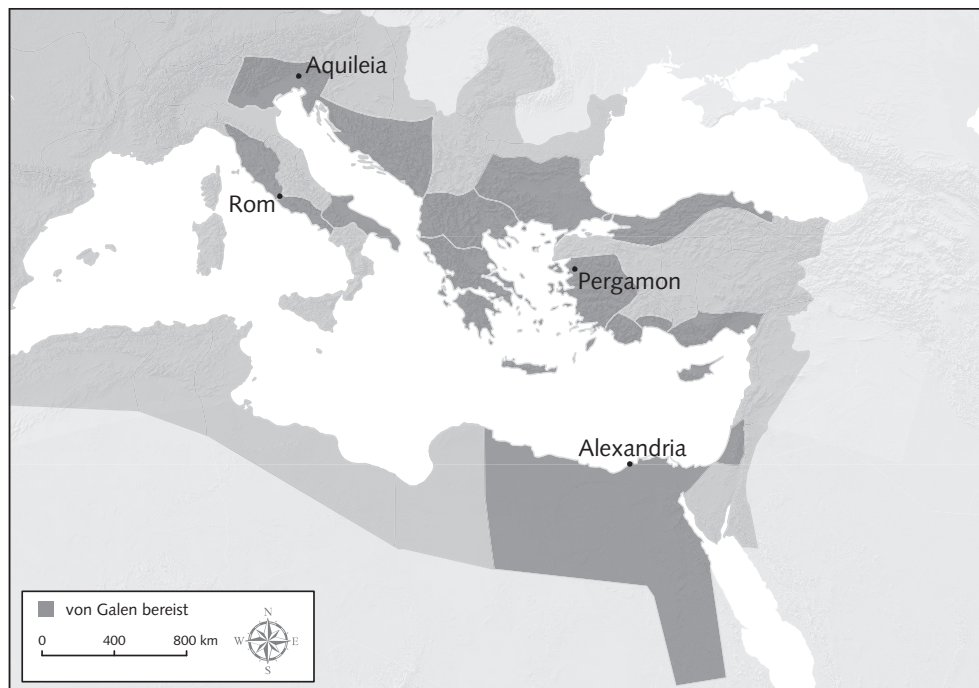 Aquileia
Rom
Pergamon
Alexandria
von Galen bereist
0 400 800 km
N
W E
S